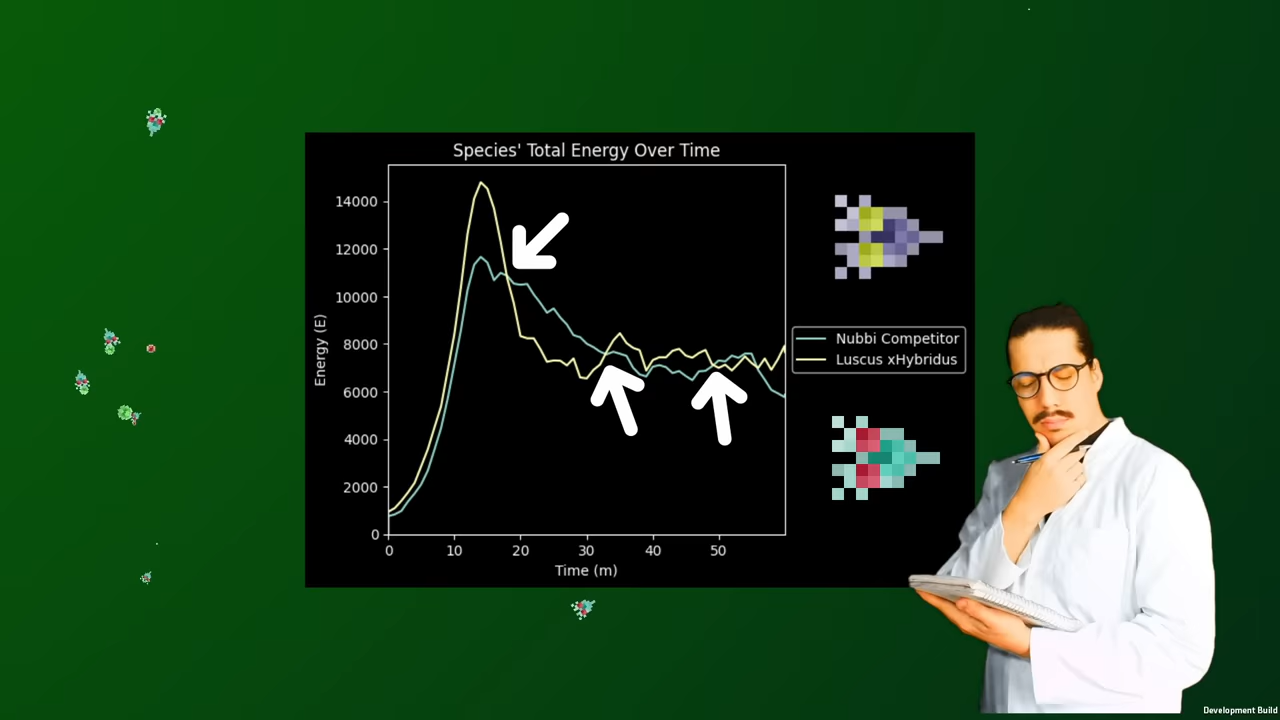 Species' Total Energy Over Time
14000
12000
10000
8000
6000
4000
2000
0
Energy (E)
0 10 20 30 40 50
Time (m)
Nubbi Competitor
Luscus xHybridus
Development Build